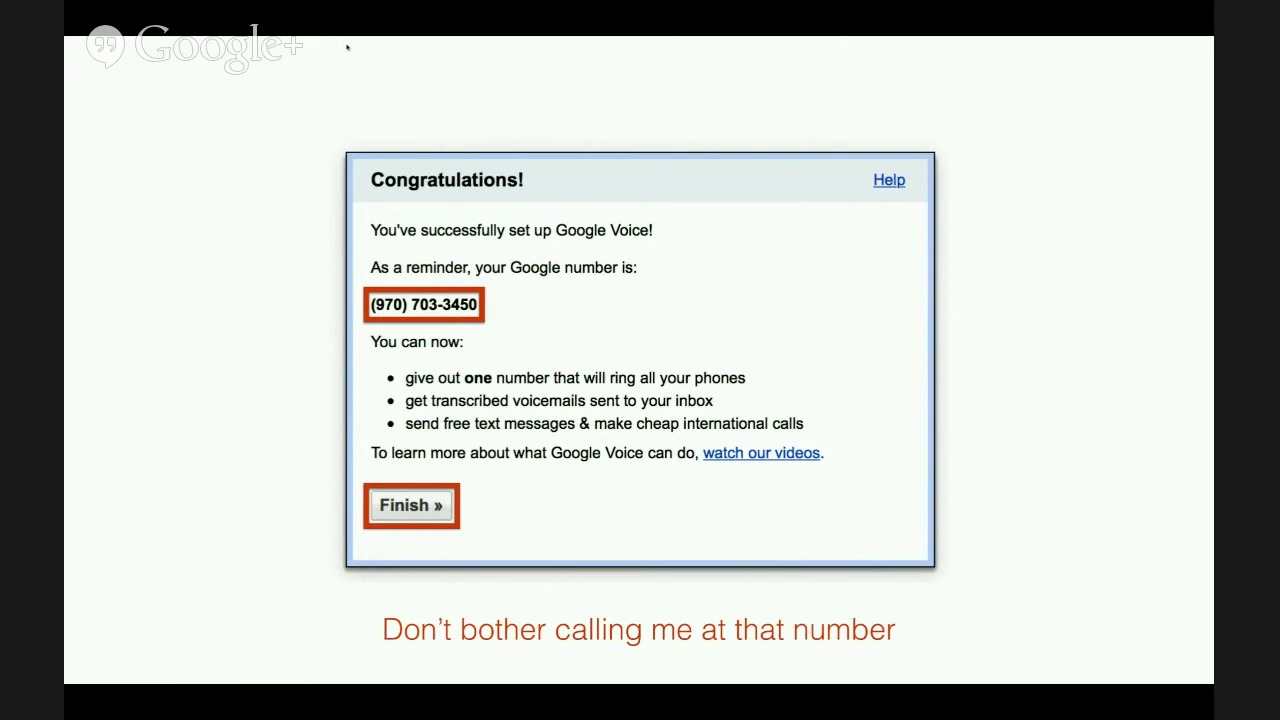 Google+
Congratulations!
Help
You've successfully set up Google Voice!
As a reminder, your Google number is:
(970) 703-3450
You can now:
• give out one number that will ring all your phones
• get transcribed voicemails sent to your inbox
• send free text messages & make cheap international calls
To learn more about what Google Voice can do, watch our videos.
Finish »
Don't bother calling me at that number